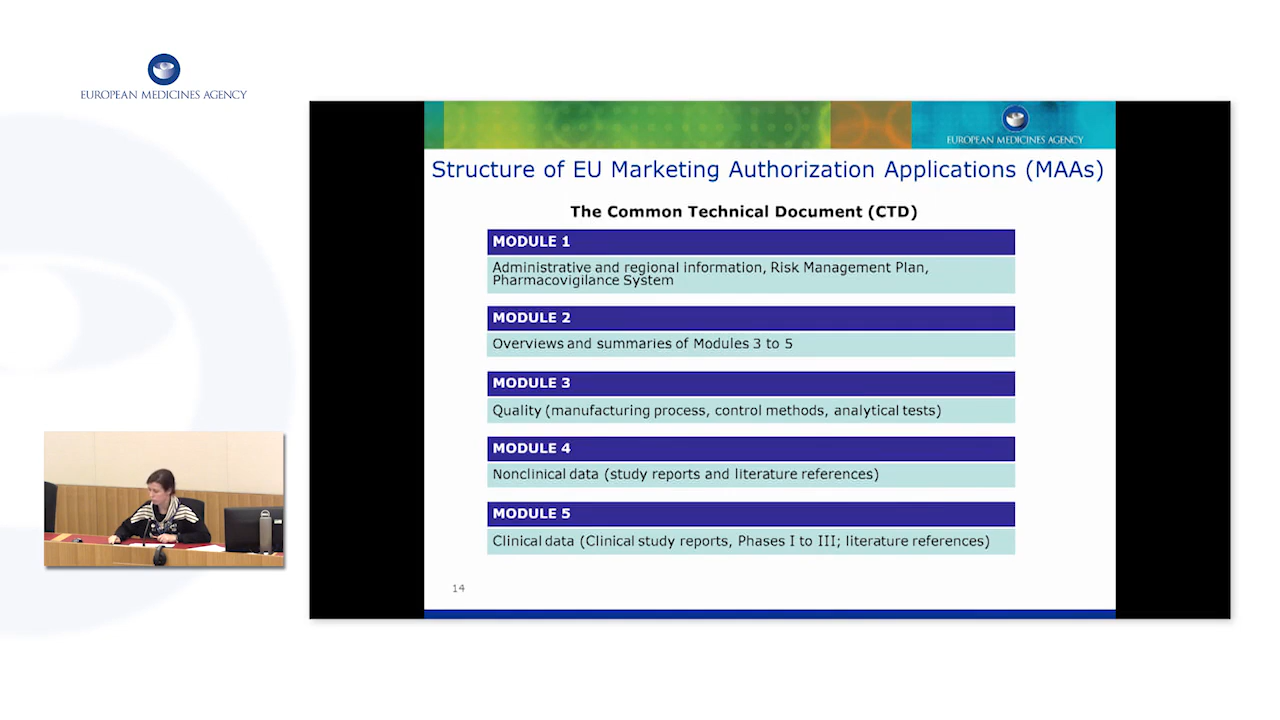 EUROPEAN MEDICINES AGENCY
EUROPEAN MEDICINES AGENCY
Structure of EU Marketing Authorization Applications (MAAs)
The Common Technical Document (CTD)
MODULE 1
Administrative and regional information, Risk Management Plan,
Pharmacovigilance System
MODULE 2
Overviews and summaries of Modules 3 to 5
MODULE 3
Quality (manufacturing process, control methods, analytical tests)
MODULE 4
Nonclinical data (study reports and literature references)
MODULE 5
Clinical data (Clinical study reports, Phases I to III; literature references)
14